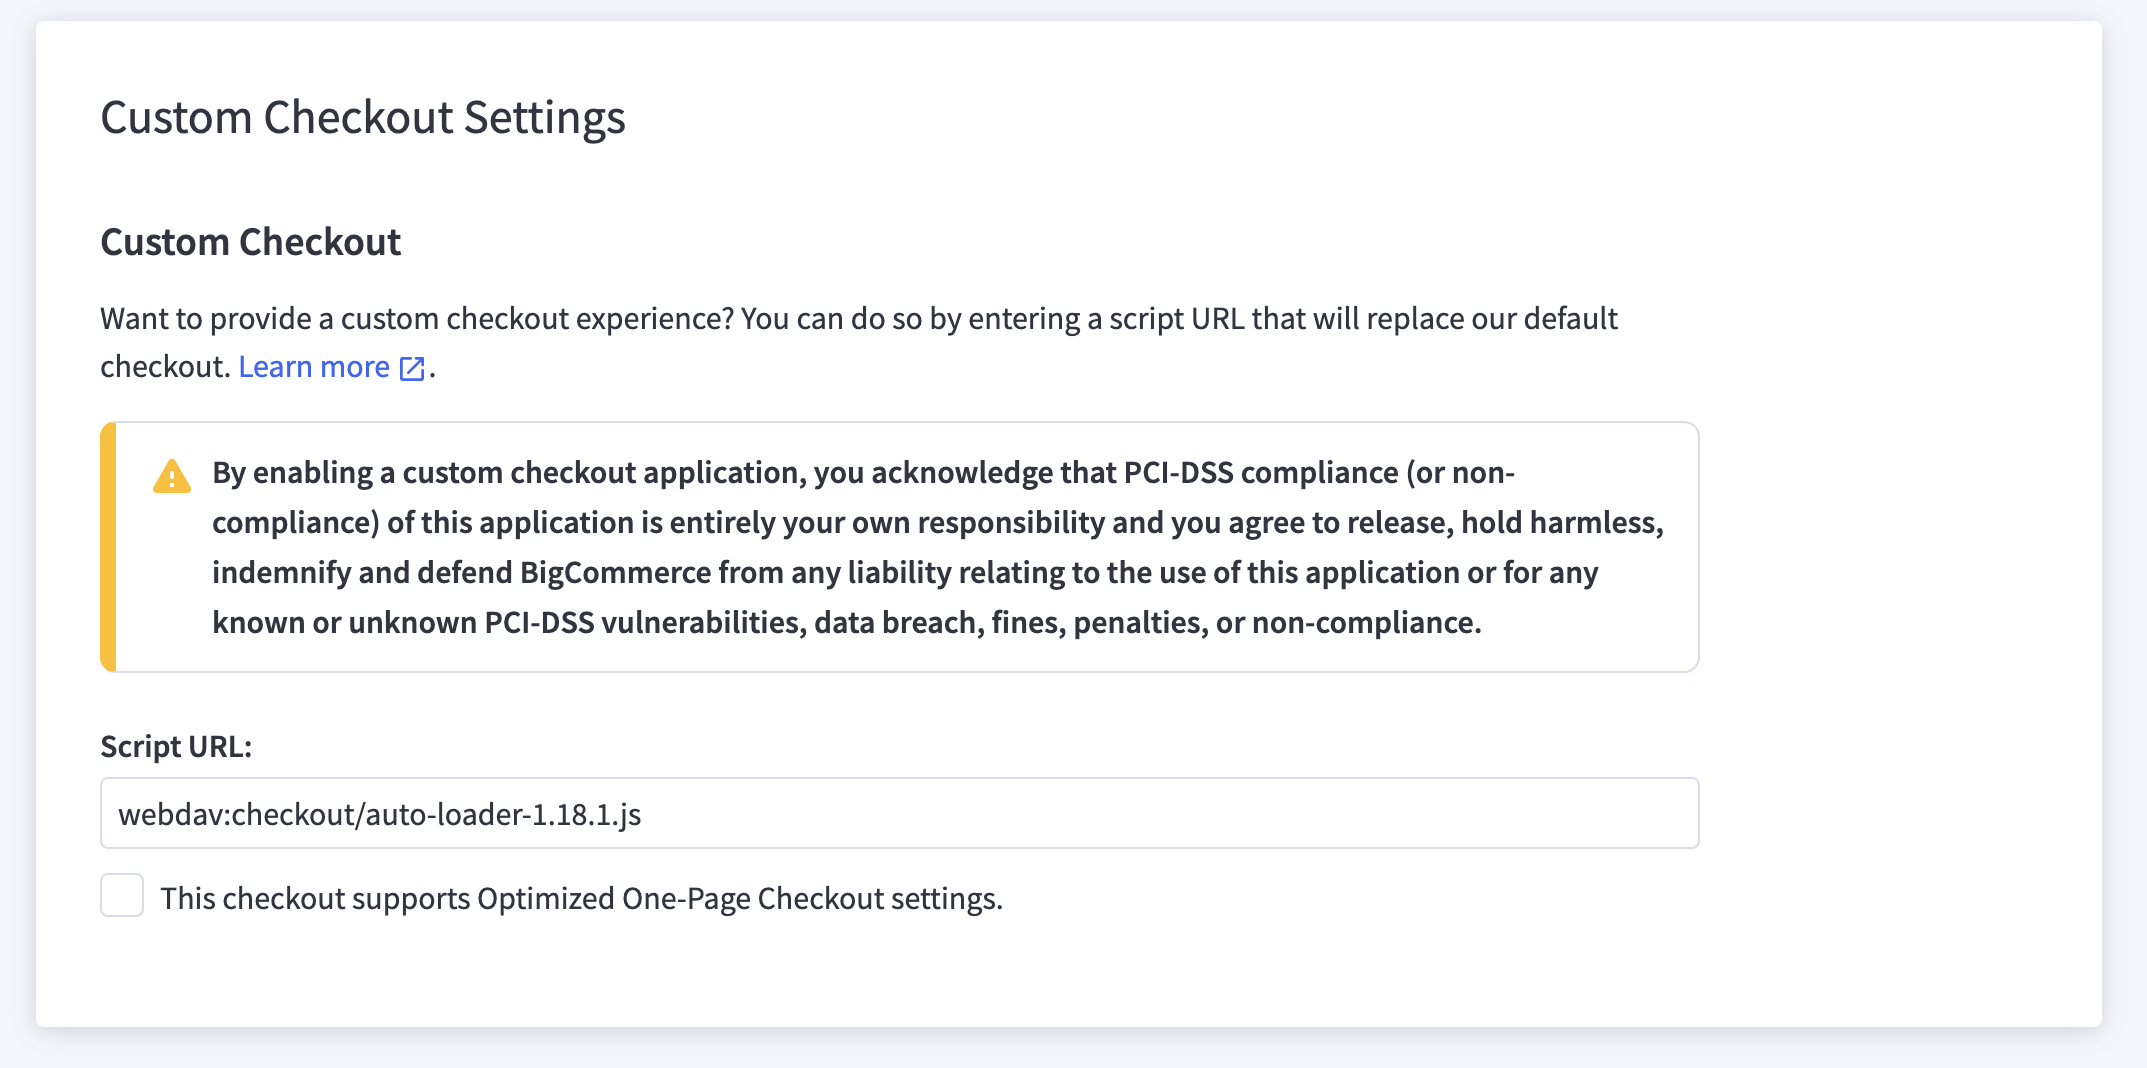 Custom Checkout Settings
Custom Checkout
Want to provide a custom checkout experience? You can do so by entering a script URL that will replace our default
checkout. Learn more .
By enabling a custom checkout application, you acknowledge that PCI-DSS compliance (or non-
compliance) of this application is entirely your own responsibility and you agree to release, hold harmless,
indemnify and defend BigCommerce from any liability relating to the use of this application or for any
known or unknown PCI-DSS vulnerabilities, data breach, fines, penalties, or non-compliance.
Script URL:
webdav:checkout/auto-loader-1.18.1.js
This checkout supports Optimized One-Page Checkout settings.